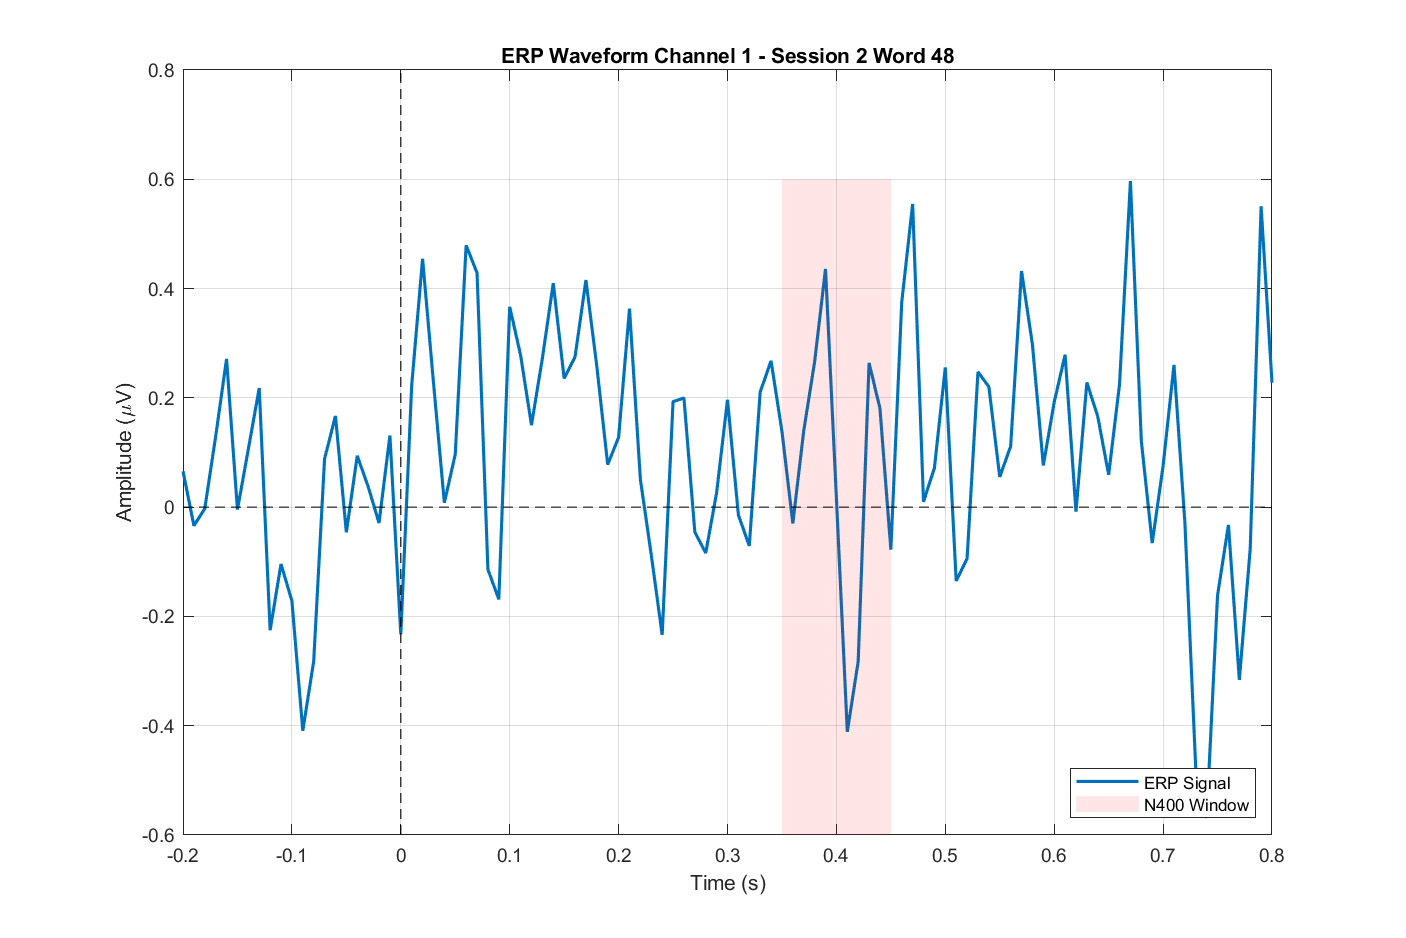 ERP Waveform Channel 1 - Session 2 Word 48
0.8
0.6
0.4
0.2
0
-0.2
-0.4
-0.6
Amplitude (μV)
-0.2 -0.1 0 0.1 0.2 0.3 0.4 0.5 0.6 0.7 0.8
Time (s)
ERP Signal
N400 Window